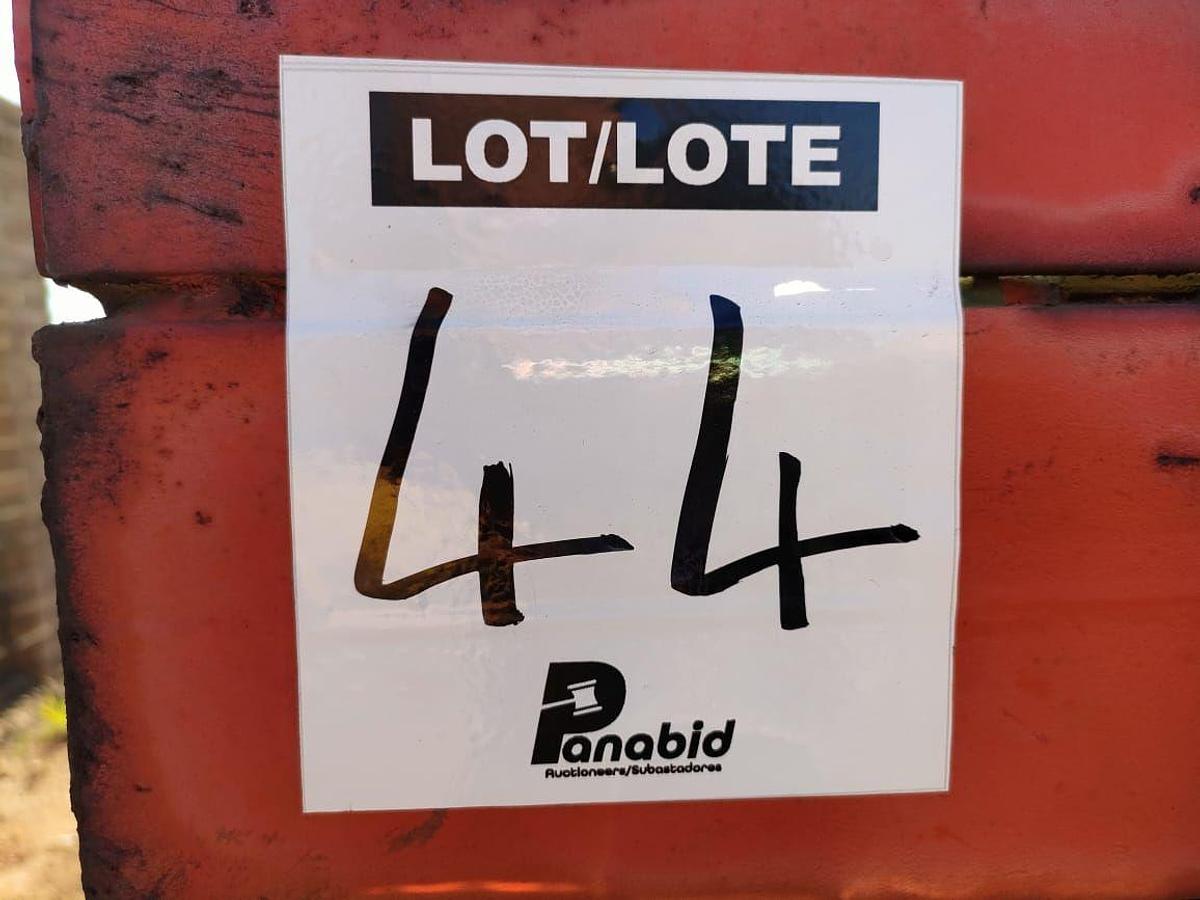 LOT/LOTE
44
Panabid
Auctioneers/Subastadores